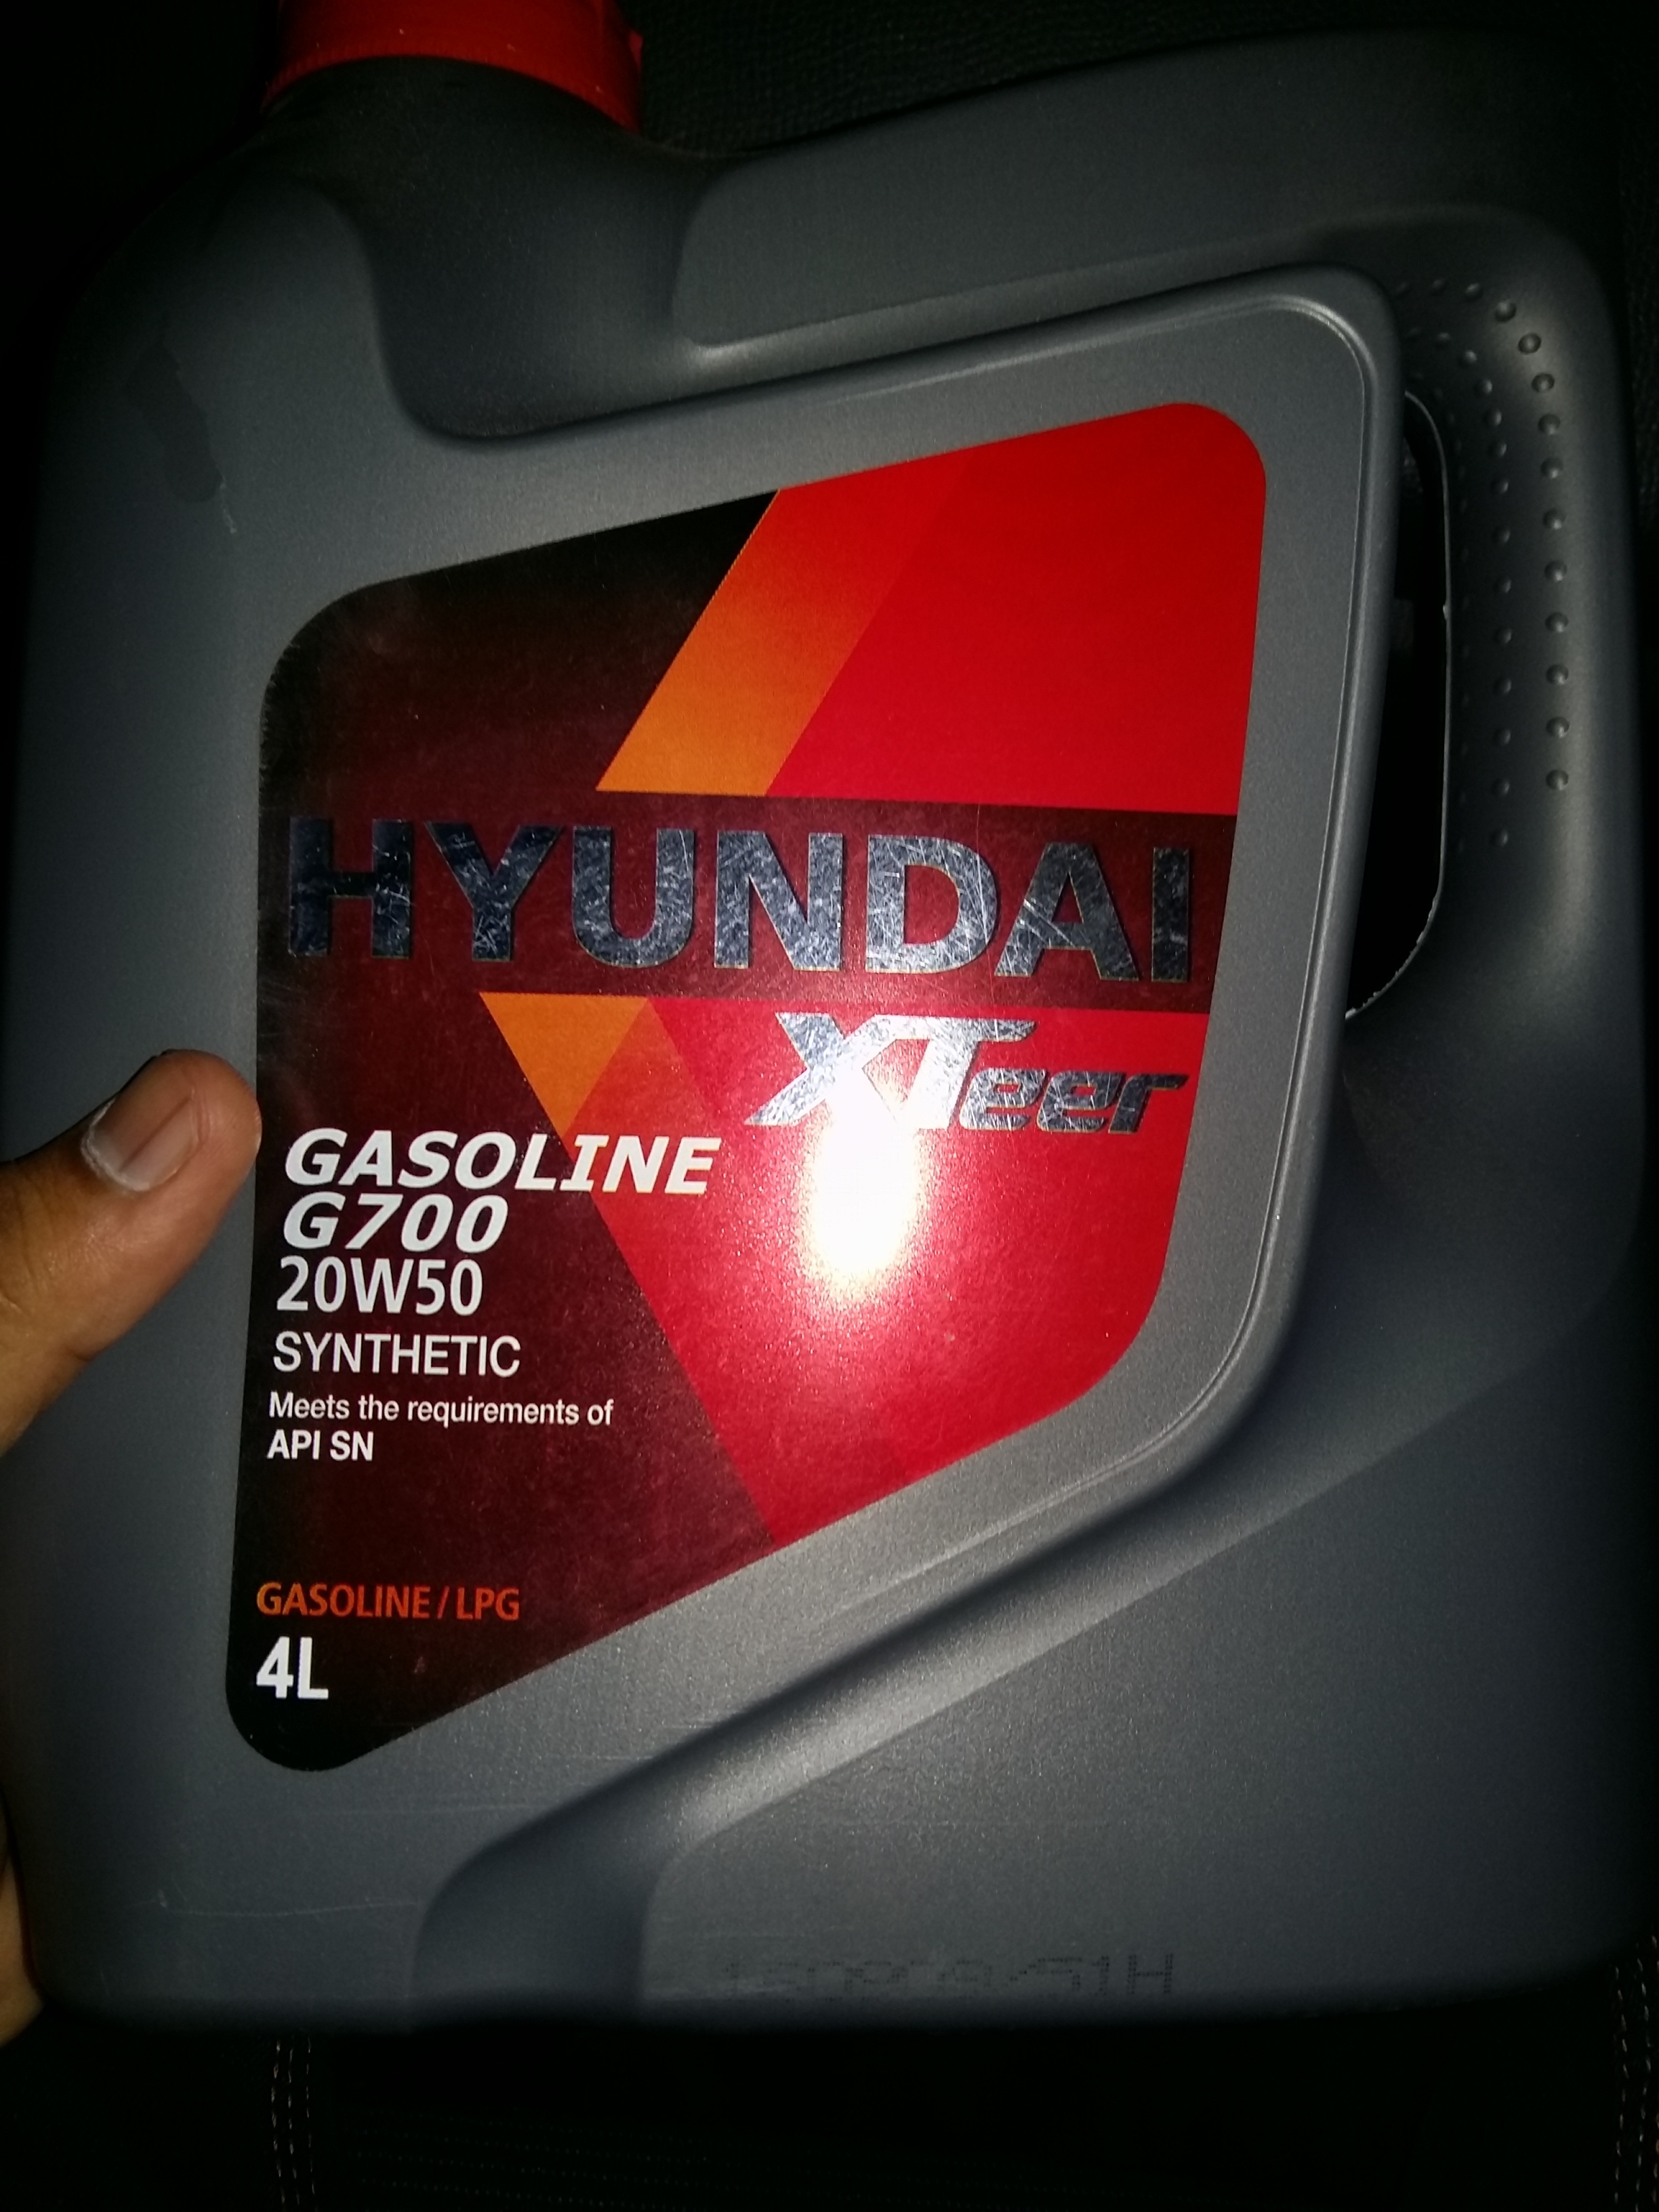 HYUNDAI
XTeer
GASOLINE
G700
20W50
SYNTHETIC
Meets the requirements of
API SN
GASOLINE / LPG
4L